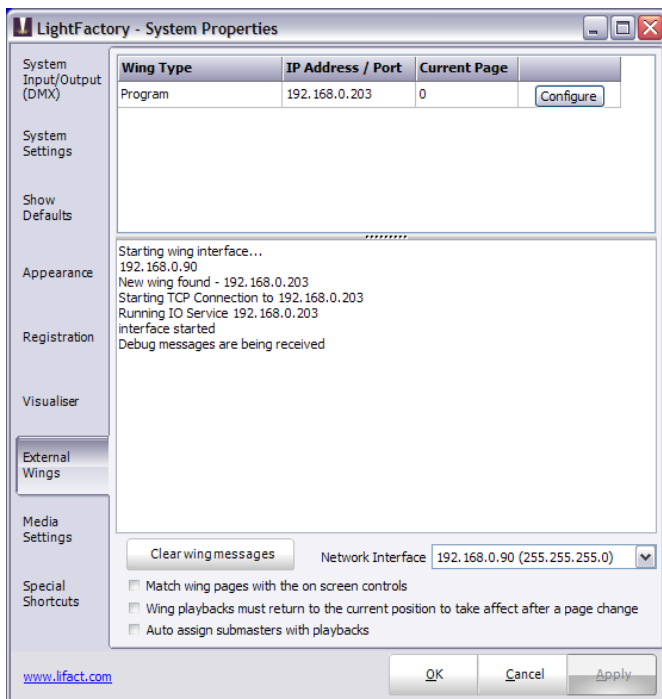 LightFactory - System Properties
System
Input/Output
(DMX)
System
Settings
Show
Defaults
Appearance
Registration
Visualiser
External
Wings
Media
Settings
Special
Shortcuts
Wing Type IP Address / Port Current Page
Program 192.168.0.203 0 Configure
Starting wing interface...
192.168.0.90
New wing found - 192.168.0.203
Starting TCP Connection to 192.168.0.203
Running IO Service 192.168.0.203
interface started
Debug messages are being received
Clear wing messages Network Interface 192.168.0.90 (255.255.255.0)
Match wing pages with the on screen controls
Wing playbacks must return to the current position to take affect after a page change
Auto assign submasters with playbacks
www.lifact.com OK Cancel Apply